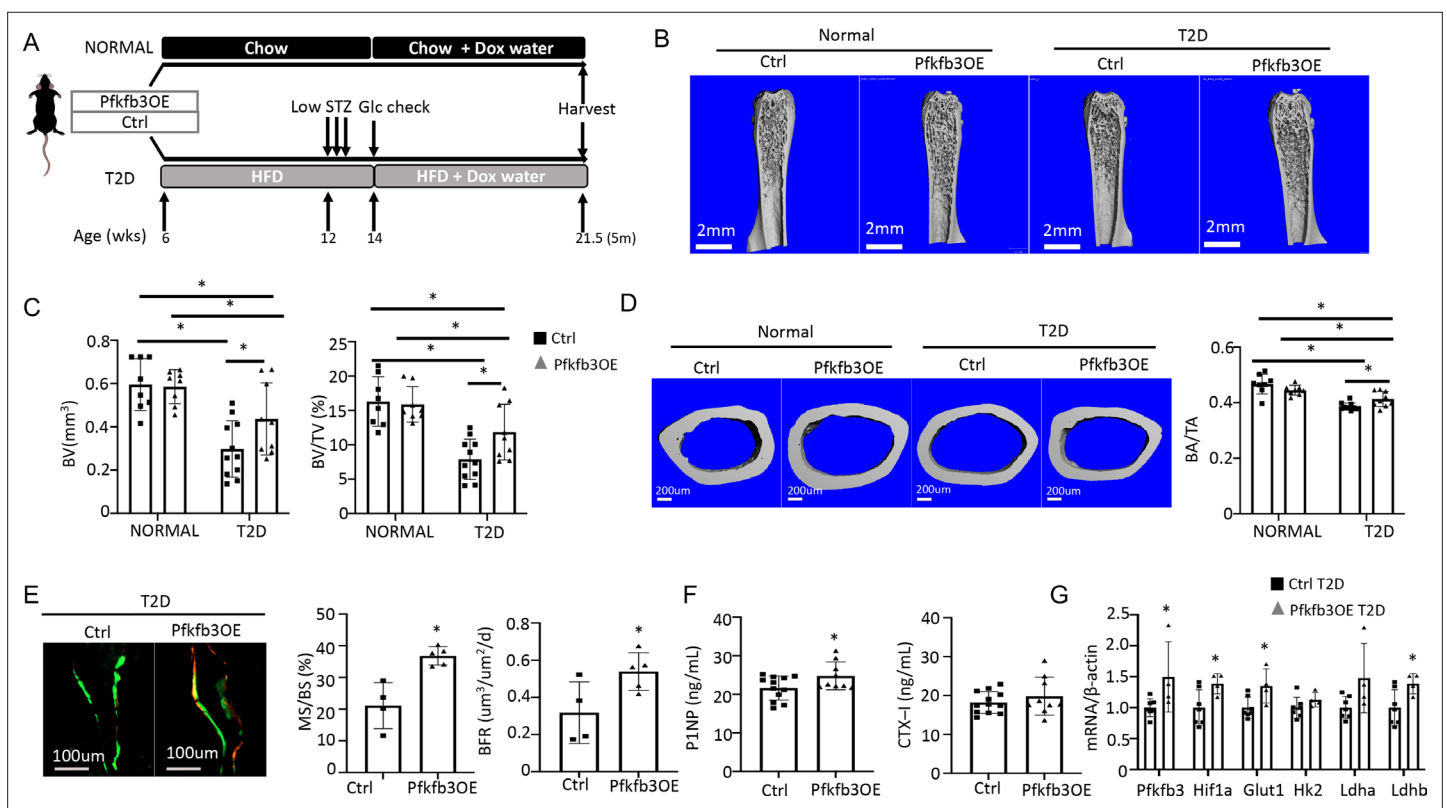 A
NORMAL
Chow
Chow + Dox water
Pfkfb3OE
Ctrl
Low STZ
Glc check
Harvest
T2D
HFD
HFD + Dox water
Age (wks)
6
12
14
21.5 (5m)
B
Normal
T2D
Ctrl
Pfkfb3OE
Ctrl
Pfkfb3OE
2mm
2mm
2mm
2mm
C
*
*
*
*
BV(mm³)
0.8
0.6
0.4
0.2
0
NORMAL
T2D
*
*
*
*
BV/TV (%)
25
20
15
10
5
0
NORMAL
T2D
Ctrl
Pfkfb3OE
D
Normal
T2D
Ctrl
Pfkfb3OE
Ctrl
Pfkfb3OE
200um
200um
200um
200um
*
*
*
*
BA/TA
0.6
0.4
0.2
0
NORMAL
T2D
E
T2D
Ctrl
Pfkfb3OE
100um
100um
MS/BS (%)
50
40
30
20
10
0
*
Ctrl
Pfkfb3OE
BFR (um³/um²/d)
0.8
0.6
0.4
0.2
0
*
Ctrl
Pfkfb3OE
F
P1NP (ng/mL)
40
30
20
10
0
*
Ctrl
Pfkfb3OE
CTX–I (ng/mL)
40
30
20
10
0
Ctrl
Pfkfb3OE
G
Ctrl T2D
Pfkfb3OE T2D
mRNA/β-actin
2.5
2.0
1.5
1.0
0.5
0
*
*
*
*
Pfkfb3
Hif1a
Glut1
Hk2
Ldha
Ldhb